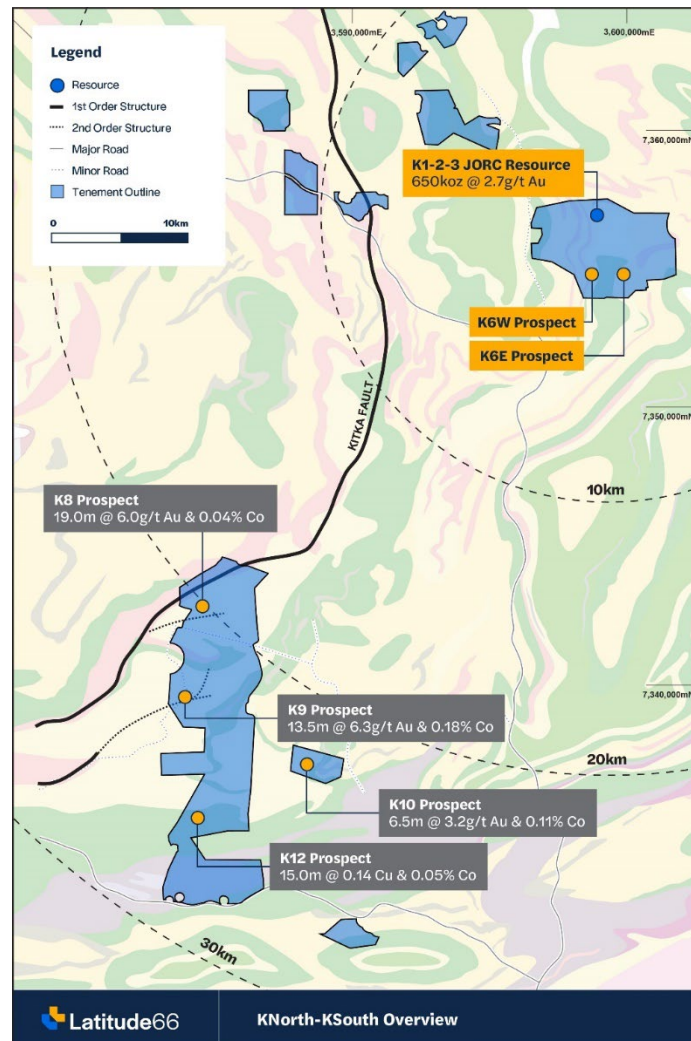 3,590,000mE
3,600,000mE
Legend
Resource
1st Order Structure
2nd Order Structure
Major Road
Minor Road
Tenement Outline
0 10km
7,360,000mN
K1-2-3 JORC Resource
650koz @ 2.7g/t Au
K6W Prospect
K6E Prospect
KITKA FAULT
7,350,000mN
10km
K8 Prospect
19.0m @ 6.0g/t Au & 0.04% Co
7,340,000mN
K9 Prospect
13.5m @ 6.3g/t Au & 0.18% Co
20km
K10 Prospect
6.5m @ 3.2g/t Au & 0.11% Co
K12 Prospect
15.0m @ 0.14 Cu & 0.05% Co
30km
Latitude66
KNorth-KSouth Overview